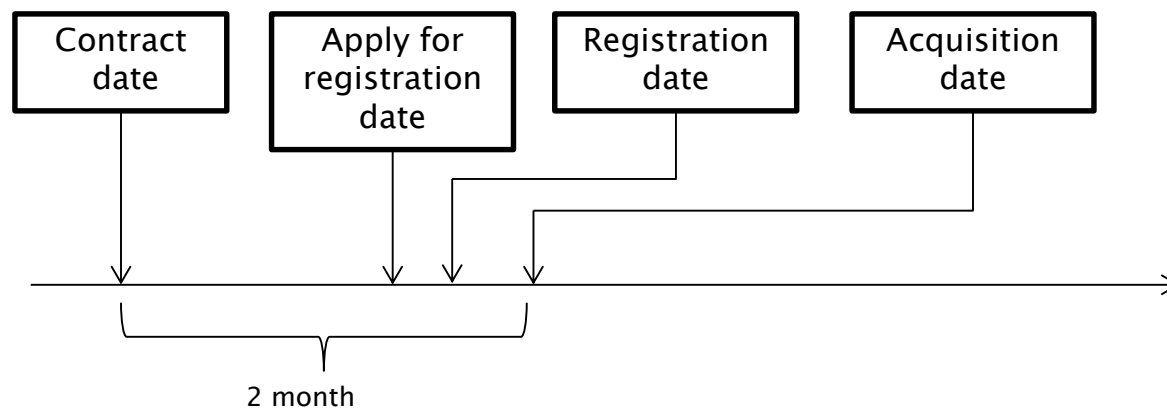 Contract
date
Apply for
registration
date
Registration
date
Acquisition
date
2 month